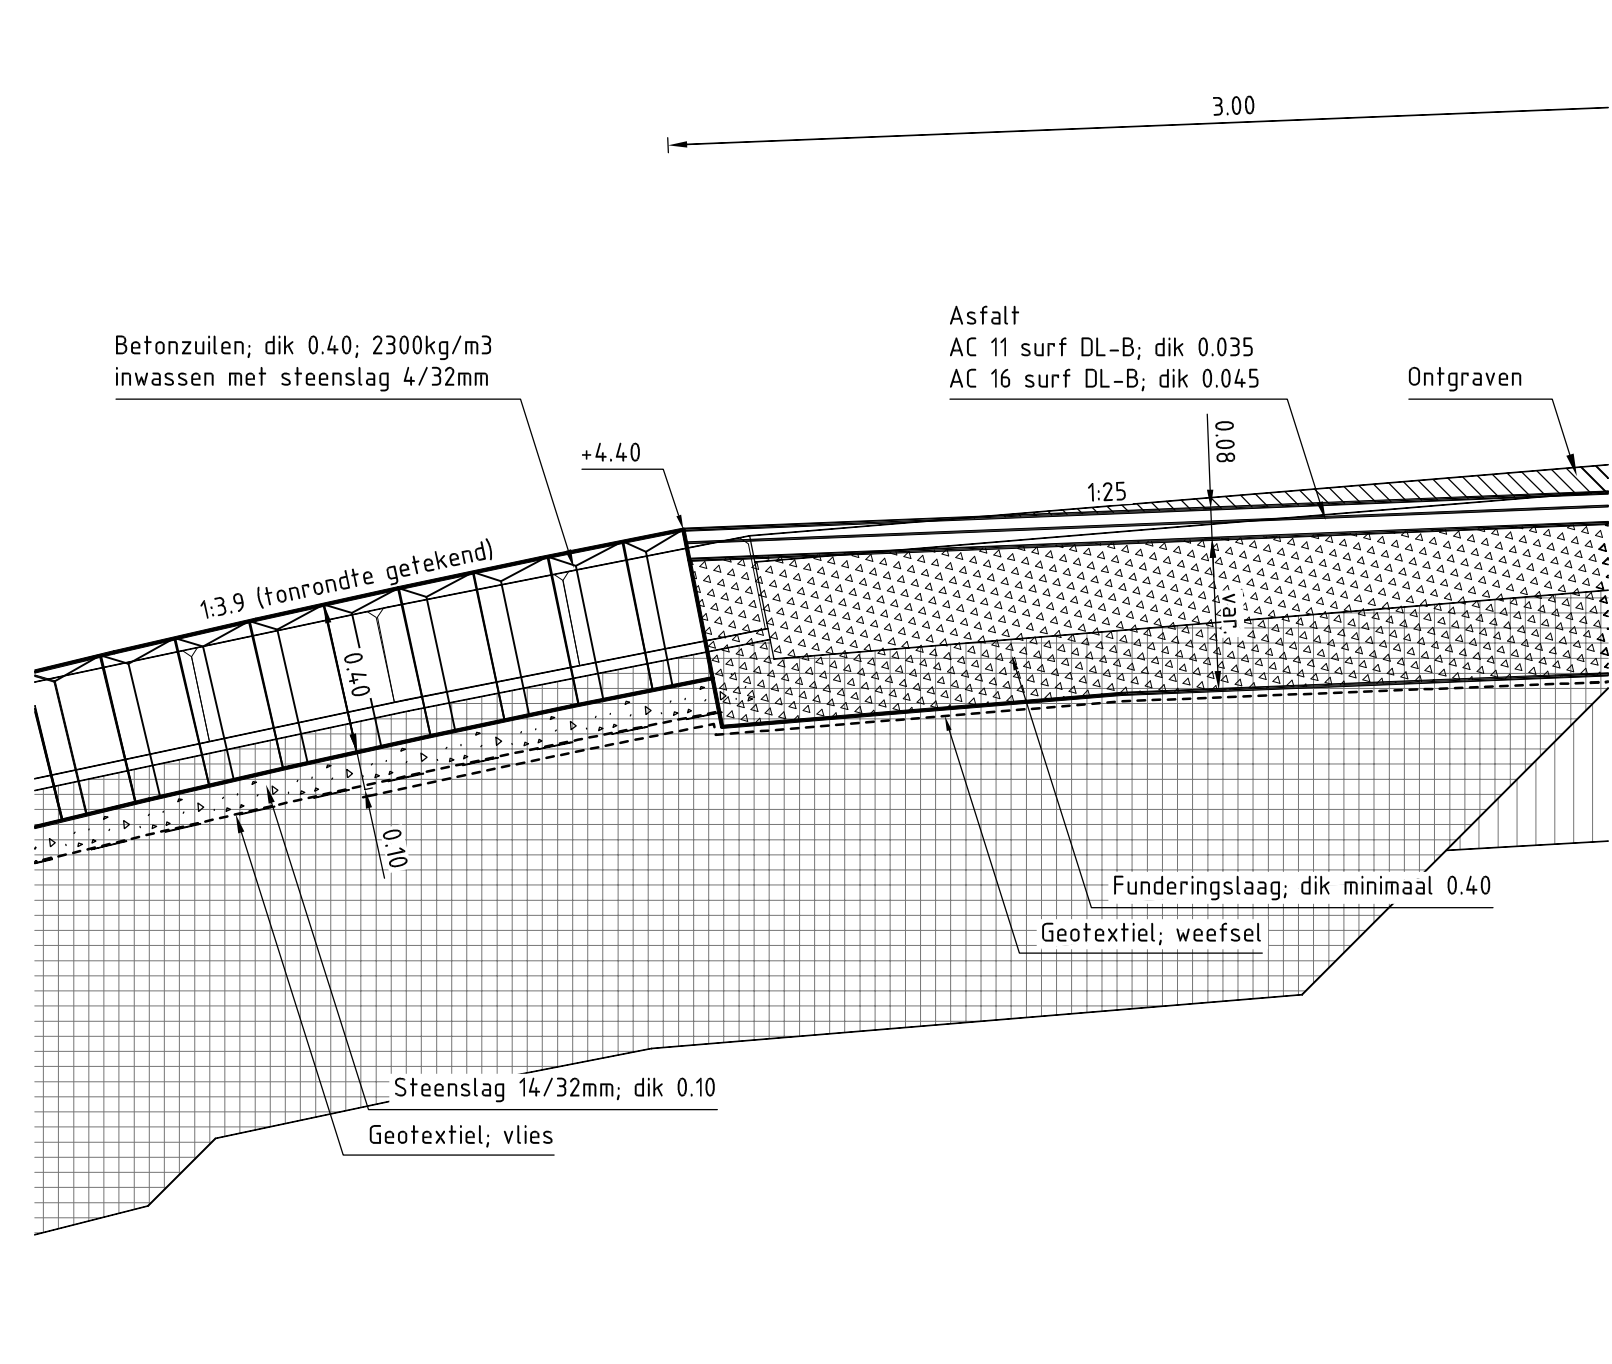 3.00
Asfalt
AC 11 surf DL-B; dik 0.035
AC 16 surf DL-B; dik 0.045
Betonzuilen; dik 0.40; 2300kg/m3
inwassen met steenslag 4/32mm
Ontgraven
+4.40
0.08
1:25
1:3.9 (tonrondte getekend)
var.
0.40
0.10
Funderingslaag; dik minimaal 0.40
Geotextiel; weefsel
Steenslag 14/32mm; dik 0.10
Geotextiel; vlies